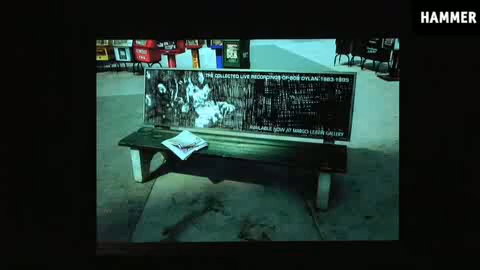 HAMMER
THE COLLECTED LIVE RECORDINGS OF BOB DYLAN 1963-1995
AVAILABLE NOW AT MARGO LEAVIN GALLERY